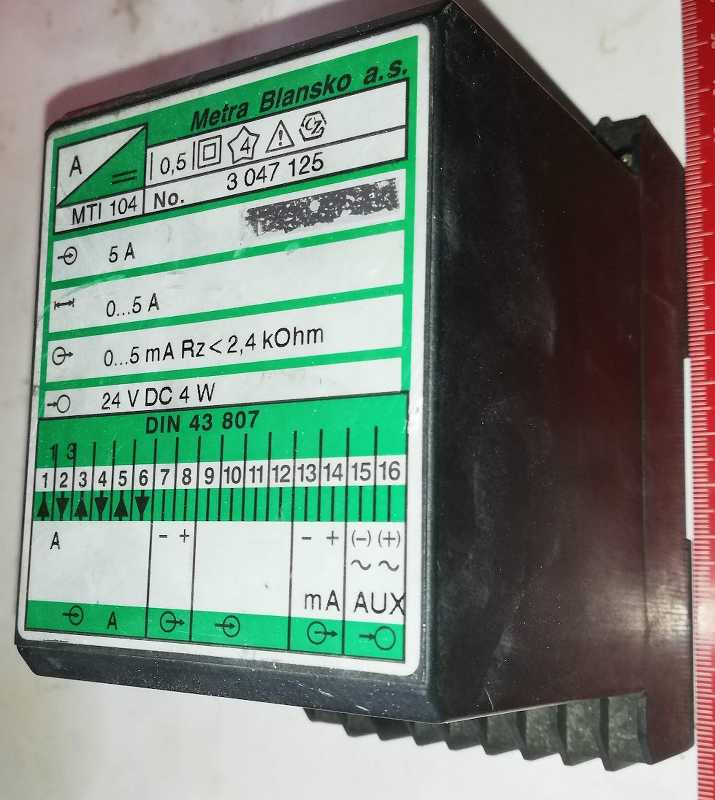 Metra Blansko a.s.
A
0,5 4 CZ
MTI 104 No. 3 047 125
5 A
0...5 A
0...5 mA Rz < 2,4 kOhm
24 V DC 4 W
DIN 43 807
1 3
1 2 3 4 5 6 7 8 9 10 11 12 13 14 15 16
A - + - + (-) (+)
~ ~
mA AUX
A